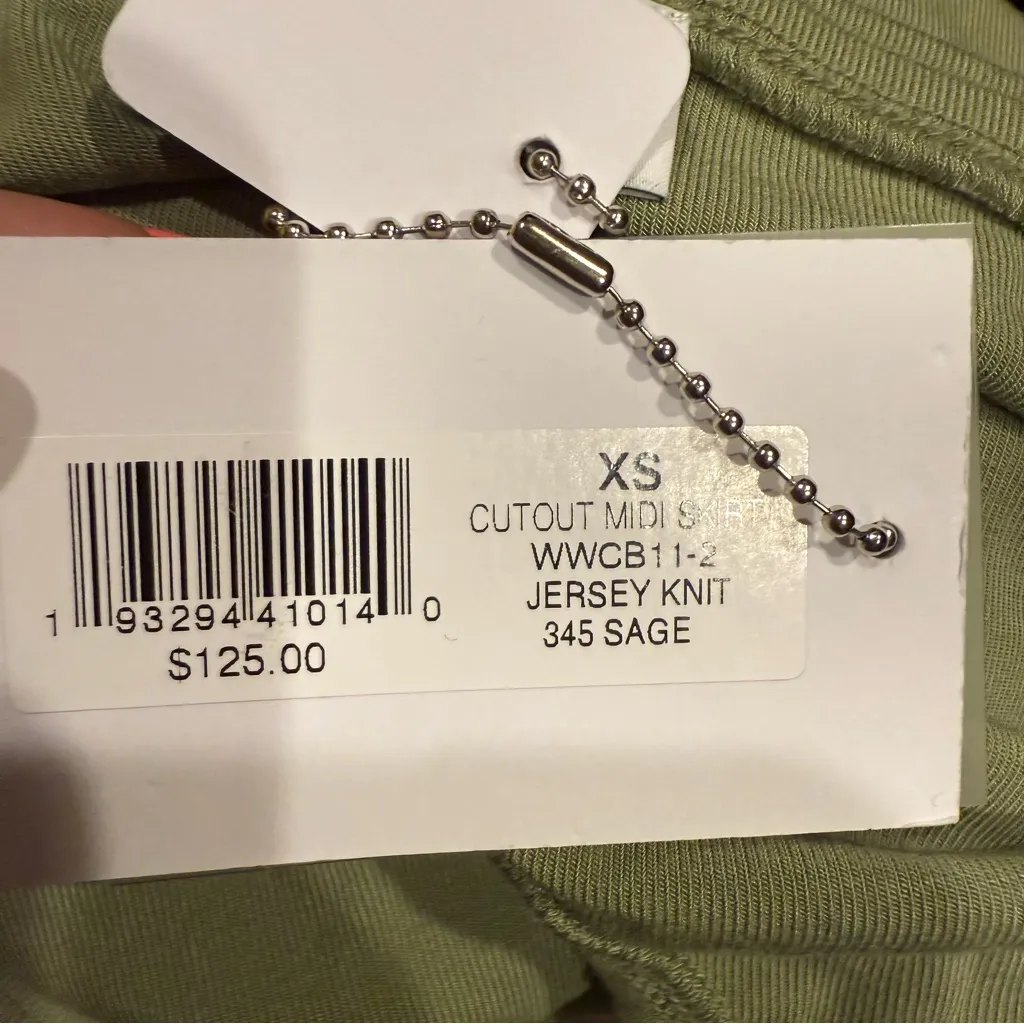 XS
CUTOUT MIDI SKIRT
WWCB11-2
JERSEY KNIT
345 SAGE
1 93294 41014 0
$125.00